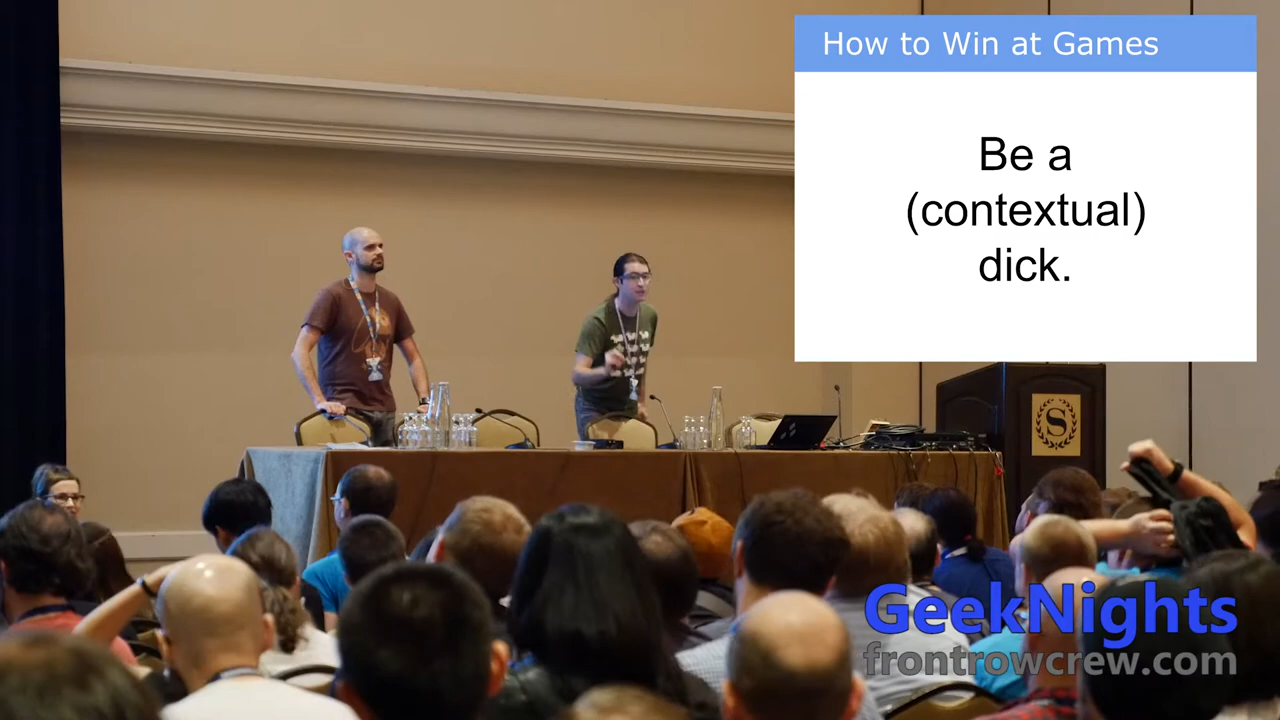 How to Win at Games
Be a
(contextual)
dick.
S
GeekNights
frontrowcrew.com